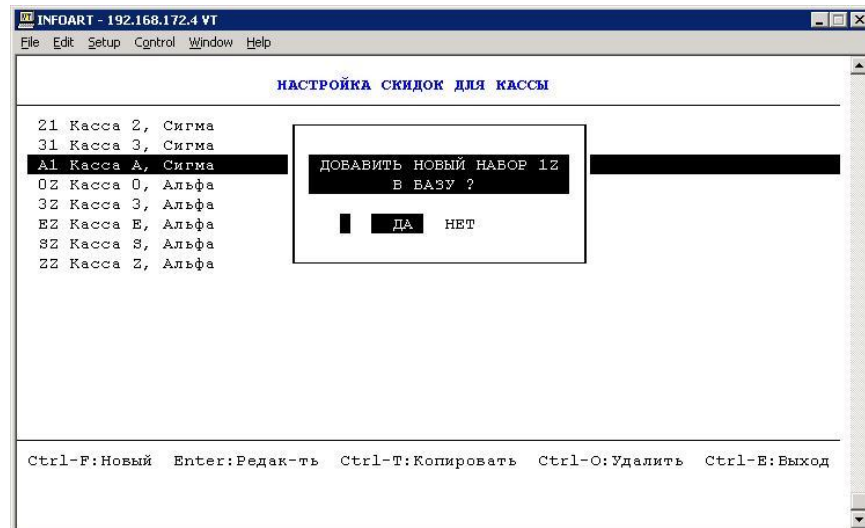 INFOART - 192.168.172.4 VT
File Edit Setup Control Window Help
НАСТРОЙКА СКИДОК ДЛЯ КАССЫ
21 Касса 2, Сигма
31 Касса 3, Сигма
A1 Касса A, Сигма
0Z Касса 0, Альфа
3Z Касса 3, Альфа
EZ Касса E, Альфа
SZ Касса S, Альфа
ZZ Касса Z, Альфа
ДОБАВИТЬ НОВЫЙ НАБОР 1Z
В БАЗУ ?
ДА НЕТ
Ctrl-F:Новый Enter:Редак-ть Ctrl-T:Копировать Ctrl-O:Удалить Ctrl-E:Выход